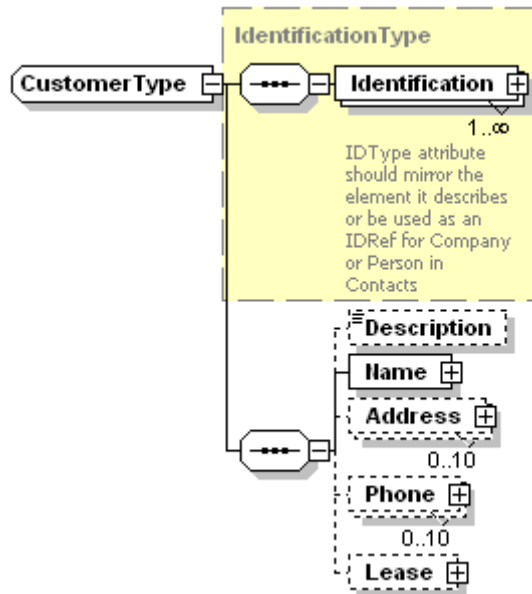 IdentificationType
CustomerType
Identification
1..∞
IDType attribute
should mirror the
element it describes
or be used as an
IDRef for Company
or Person in
Contacts
Description
Name
Address
0..10
Phone
0..10
Lease